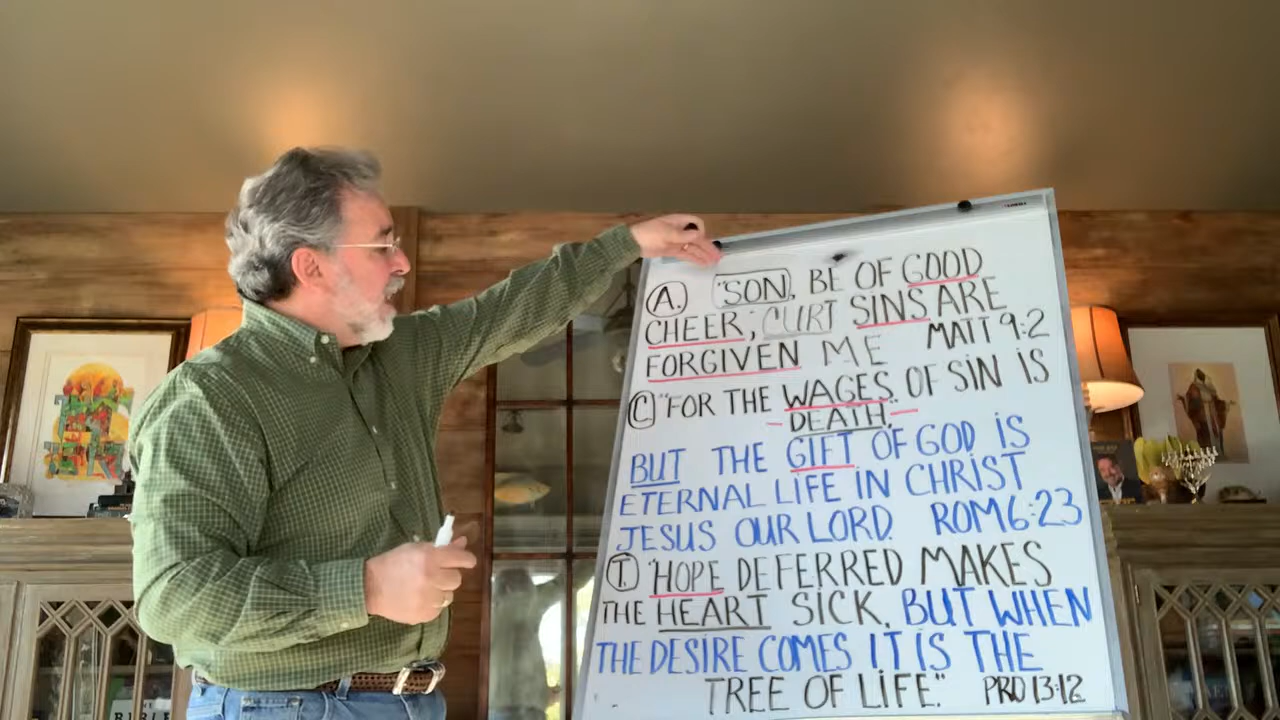 A. "SON, BE OF GOOD
CHEER; CURT SINS ARE
FORGIVEN ME MATT 9:2
C. "FOR THE WAGES OF SIN IS
DEATH,"
BUT THE GIFT OF GOD IS
ETERNAL LIFE IN CHRIST
JESUS OUR LORD. ROM 6:23
T. "HOPE DEFERRED MAKES
THE HEART SICK, BUT WHEN
THE DESIRE COMES IT IS THE
TREE OF LIFE." PRO 13:12